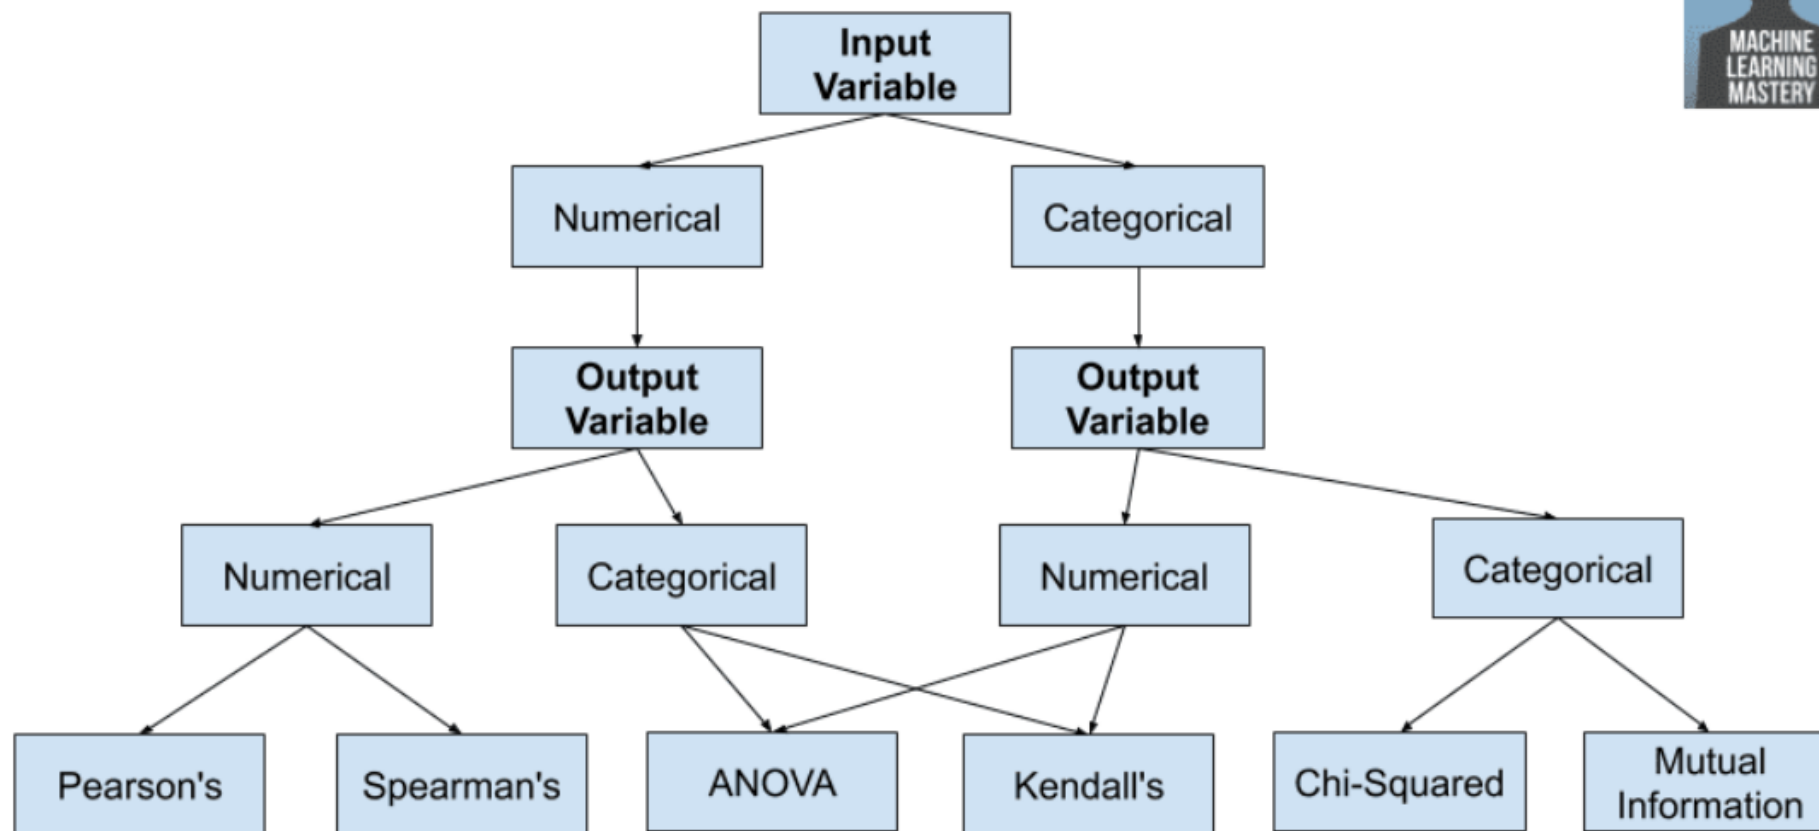 Input
Variable
MACHINE
LEARNING
MASTERY
Numerical
Categorical
Output
Variable
Output
Variable
Numerical
Categorical
Numerical
Categorical
Pearson's
Spearman's
ANOVA
Kendall's
Chi-Squared
Mutual
Information